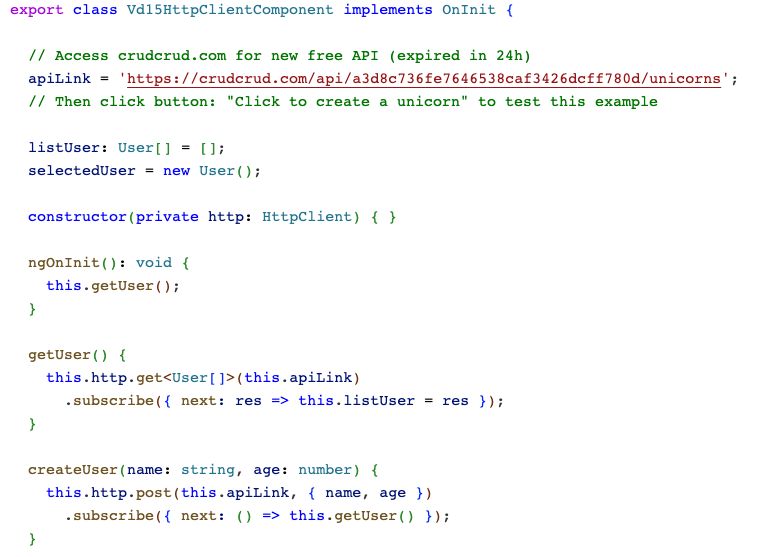 export class Vd15HttpClientComponent implements OnInit {
// Access crudcrud.com for new free API (expired in 24h)
apiLink = 'https://crudcrud.com/api/a3d8c736fe7646538caf3426dcff780d/unicorns';
// Then click button: "Click to create a unicorn" to test this example
listUser: User[] = [];
selectedUser = new User();
constructor(private http: HttpClient) { }
ngOnInit(): void {
this.getUser();
}
getUser() {
this.http.get<User[]>(this.apiLink)
.subscribe({ next: res => this.listUser = res });
}
createUser(name: string, age: number) {
this.http.post(this.apiLink, { name, age })
.subscribe({ next: () => this.getUser() });
}